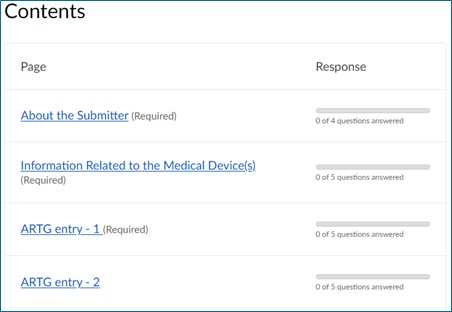 Contents
Page Response
About the Submitter (Required)
0 of 4 questions answered
Information Related to the Medical Device(s)
(Required)
0 of 5 questions answered
ARTG entry - 1 (Required)
0 of 5 questions answered
ARTG entry - 2
0 of 5 questions answered